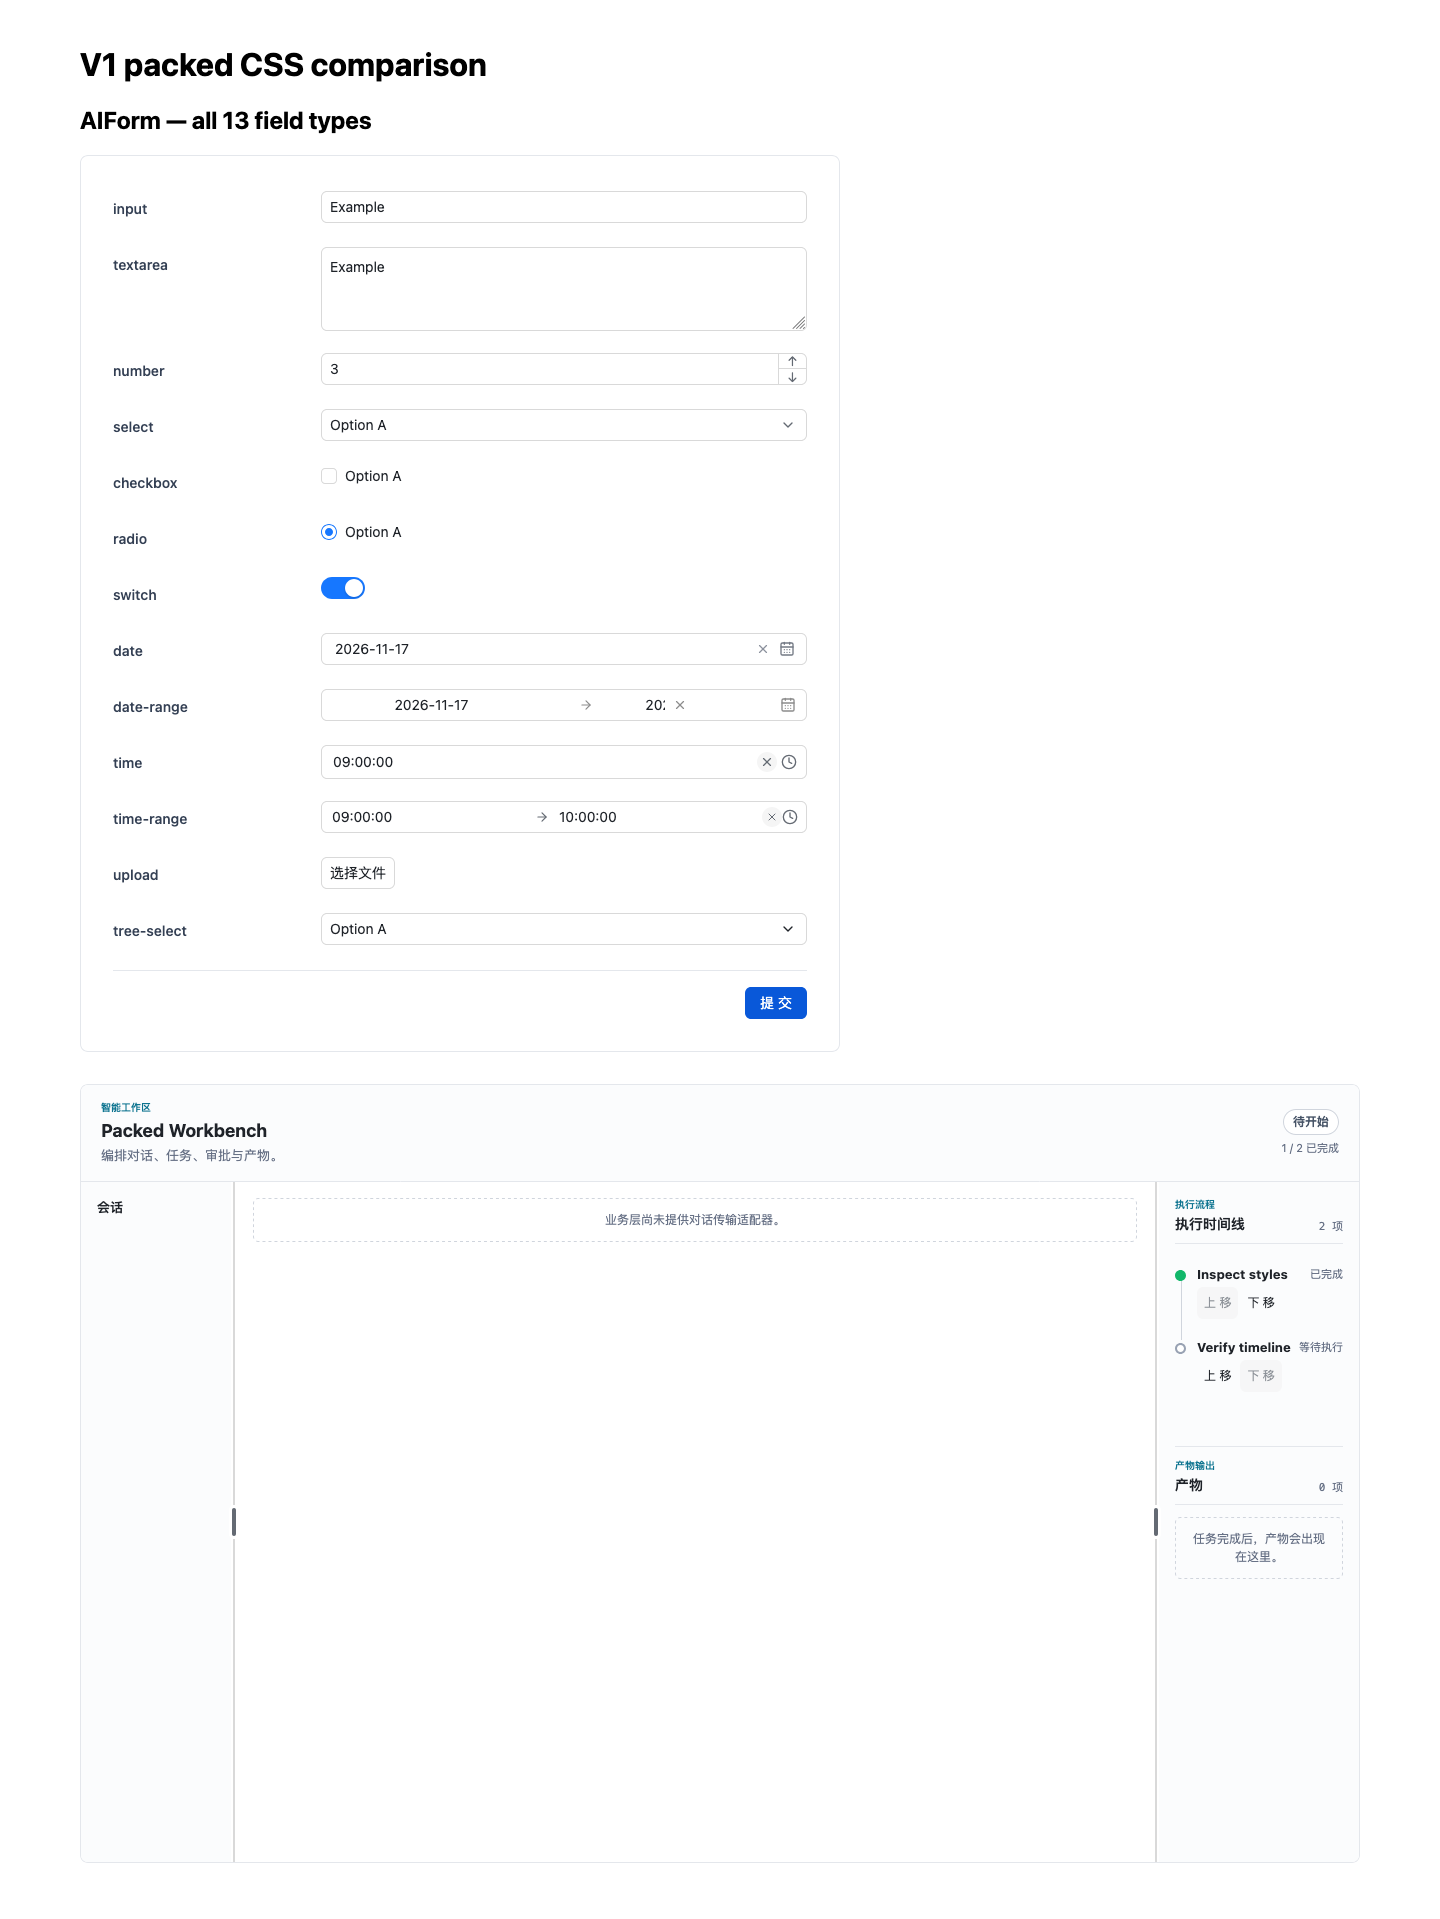 V1 packed CSS comparison
AIForm — all 13 field types
input
Example
textarea
Example
number
3
select
Option A
checkbox
Option A
radio
Option A
switch
date
2026-11-17
date-range
2026-11-17
202
time
09:00:00
time-range
09:00:00
10:00:00
upload
选择文件
tree-select
Option A
提 交
智能工作区
Packed Workbench
编排对话、任务、审批与产物。
待开始
1 / 2 已完成
会话
业务层尚未提供对话传输适配器。
执行流程
执行时间线
2 项
Inspect styles
已完成
上 移
下 移
Verify timeline
等待执行
上 移
下 移
产物输出
产物
0 项
任务完成后，产物会出现
在这里。